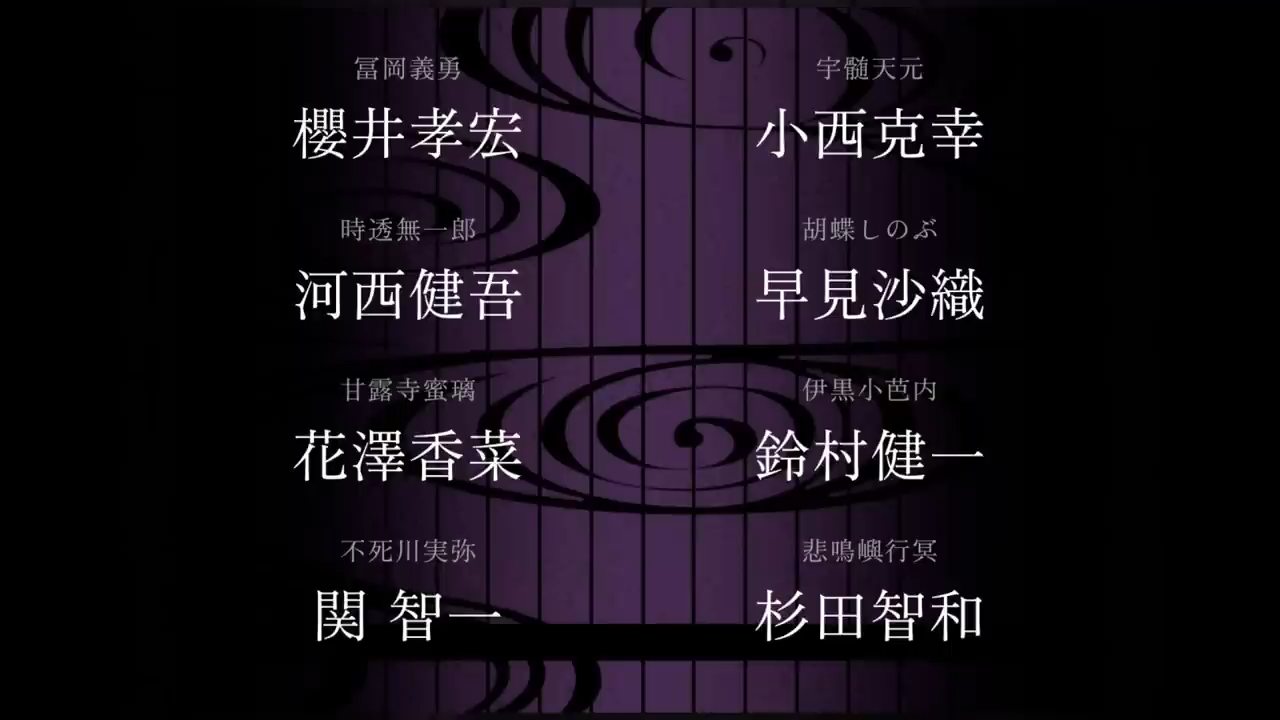 冨岡義勇
櫻井孝宏
宇髄天元
小西克幸
時透無一郎
河西健吾
胡蝶しのぶ
早見沙織
甘露寺蜜璃
花澤香菜
伊黒小芭内
鈴村健一
不死川実弥
関 智一
悲鳴嶼行冥
杉田智和